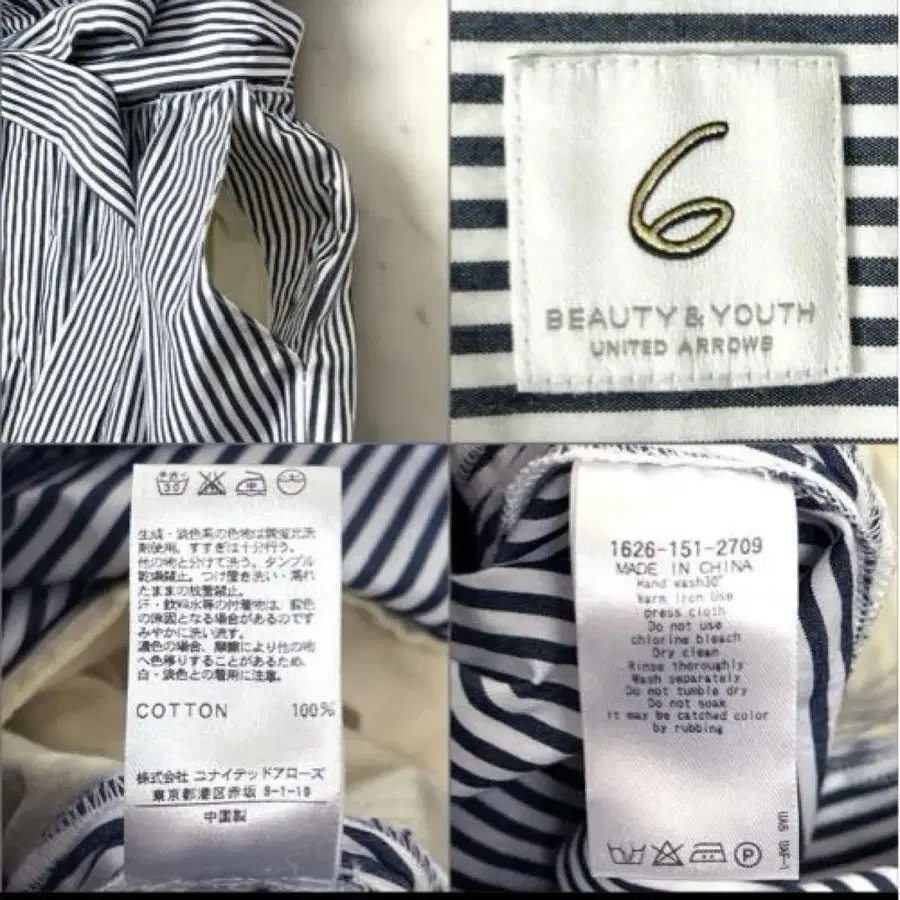 6
BEAUTY & YOUTH
UNITED ARROWS
30 中
生成・淡色系の色物は蛍光増白
剤使用。すすぎは十分行う。
他の物と分けて洗う。タンブル
乾燥禁止。つけ置き洗い・濡れ
たままの放置禁止。
汗・飲料水等の付着物は、
の原因となる場合があるのです
みやかに洗い流す。
濃色の場合、摩擦により他の物
へ色移りすることがあるため、
白・淡色との着用に注意。
COTTON 100%
株式会社 ユナイテッドアローズ
東京都港区赤坂 8-1-19
中国製
1626-151-2709
MADE IN CHINA
Hand wash30°
Warm iron Use
press cloth
Do not use
chlorine bleach
Dry clean
Rinse thoroughly
Wash separately
Do not tumble dry
Do not soak
it may be catched color
by rubbing
P